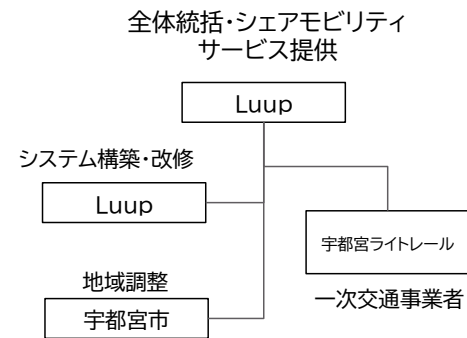 全体統括・シェアモビリティ
サービス提供
Luup
システム構築・改修
Luup
宇都宮ライトレール
一次交通事業者
地域調整
宇都宮市